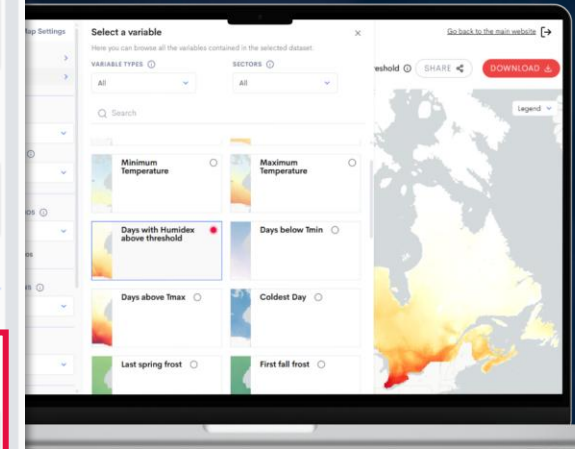 Map Settings
Select a variable
Go back to the main website
Here you can browse all the variables contained in the selected dataset.
VARIABLE TYPES
SECTORS
All
All
Search
SHARE
DOWNLOAD
Legend
Minimum
Temperature
Maximum
Temperature
Days with Humidex
above threshold
Days below Tmin
Days above Tmax
Coldest Day
Last spring frost
First fall frost